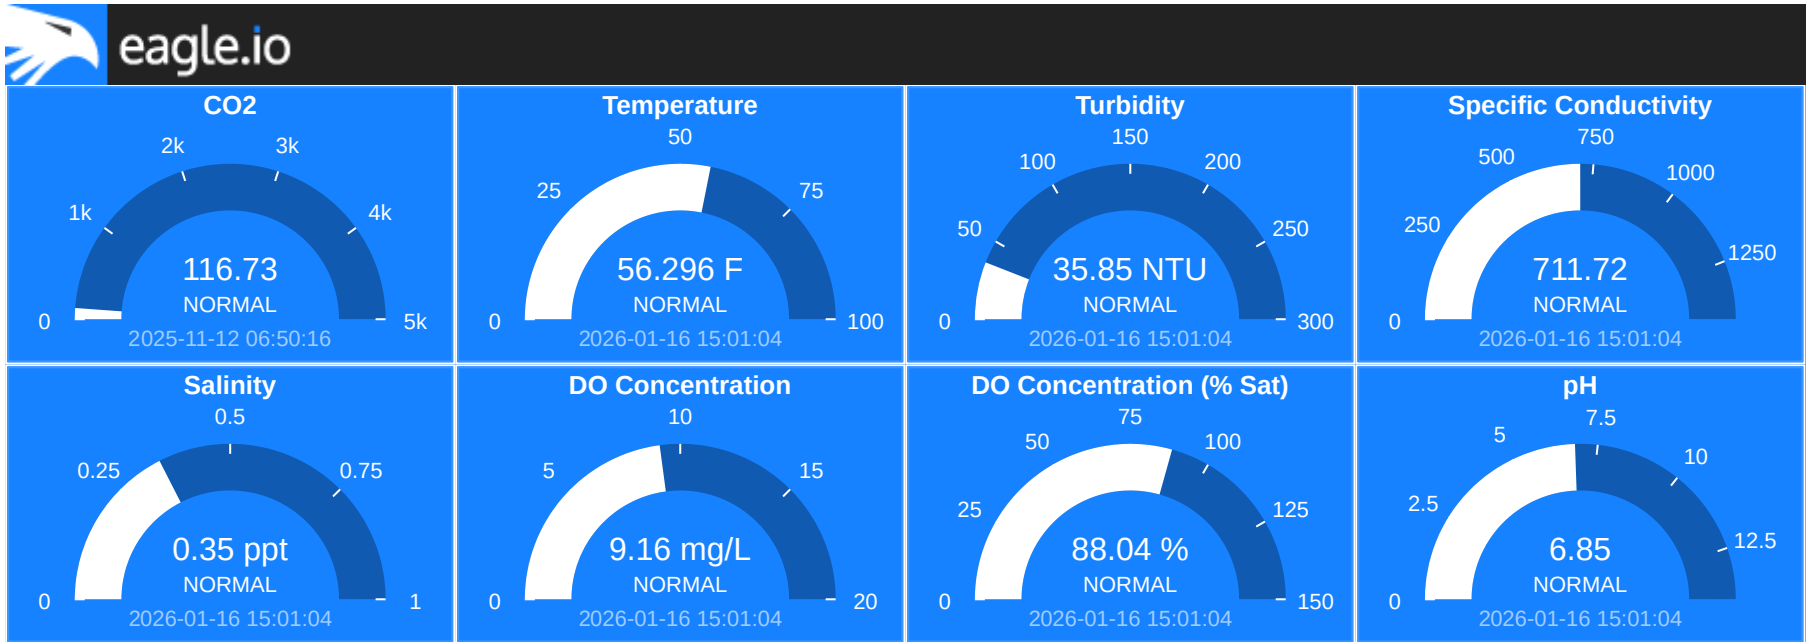 eagle.io
CO2
2k
3k
1k
4k
116.73
NORMAL
0
5k
2025-11-12 06:50:16
Temperature
50
25
75
56.296 F
NORMAL
0
100
2026-01-16 15:01:04
Turbidity
150
100
200
50
250
35.85 NTU
NORMAL
0
300
2026-01-16 15:01:04
Specific Conductivity
750
500
1000
250
1250
711.72
NORMAL
0
2026-01-16 15:01:04
Salinity
0.5
0.25
0.75
0.35 ppt
NORMAL
0
1
2026-01-16 15:01:04
DO Concentration
10
5
15
9.16 mg/L
NORMAL
0
20
2026-01-16 15:01:04
DO Concentration (% Sat)
75
50
100
25
125
88.04 %
NORMAL
0
150
2026-01-16 15:01:04
pH
7.5
5
10
2.5
12.5
6.85
NORMAL
0
2026-01-16 15:01:04